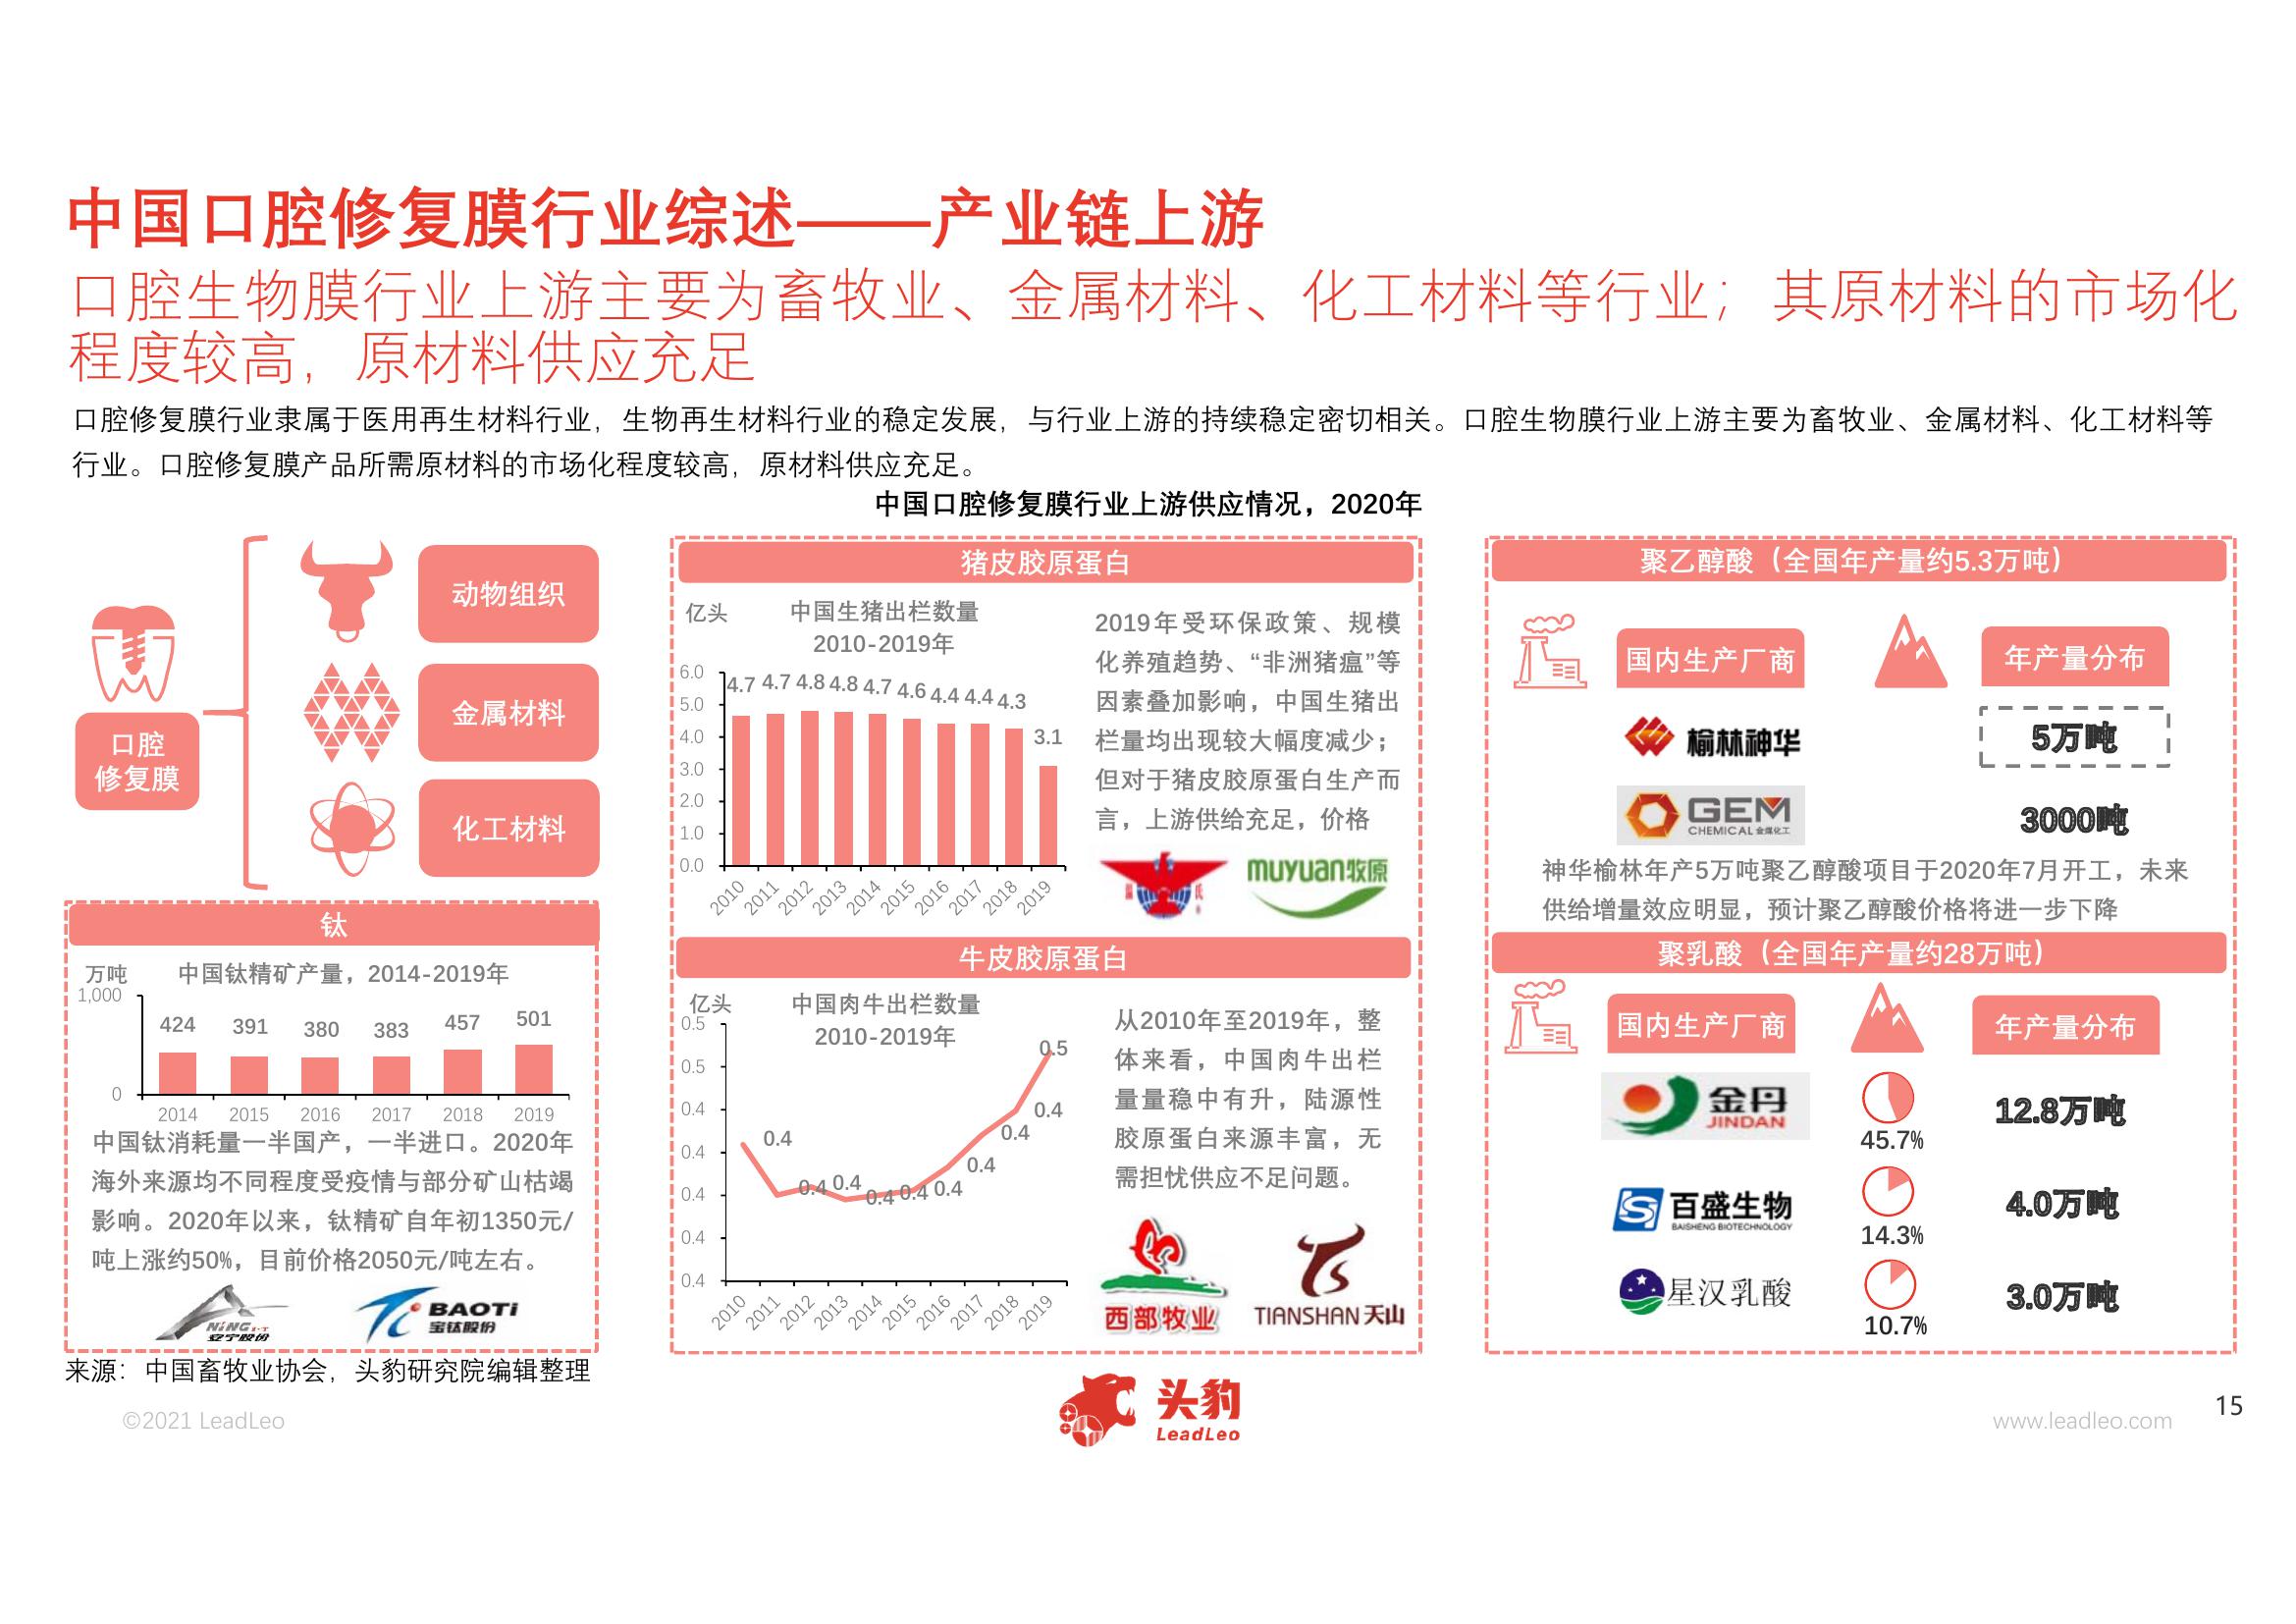 中国口腔修复膜行业综述——产业链上游
口腔生物膜行业上游主要为畜牧业、金属材料、化工材料等行业；其原材料的市场化
程度较高，原材料供应充足
口腔修复膜行业隶属于医用再生材料行业，生物再生材料行业的稳定发展，与行业上游的持续稳定密切相关。口腔生物膜行业上游主要为畜牧业、金属材料、化工材料等
行业。口腔修复膜产品所需原材料的市场化程度较高，原材料供应充足。
中国口腔修复膜行业上游供应情况，2020年
口腔
修复膜
动物组织
金属材料
化工材料
钛
万吨
中国钛精矿产量，2014-2019年
1,000
0
424 391 380 383 457 501
2014 2015 2016 2017 2018 2019
中国钛消耗量一半国产，一半进口。2020年
海外来源均不同程度受疫情与部分矿山枯竭
影响。2020年以来，钛精矿自年初1350元/
吨上涨约50%，目前价格2050元/吨左右。
安宁股份
BAOTi
宝钛股份
猪皮胶原蛋白
亿头
中国生猪出栏数量
2010-2019年
6.0
5.0
4.0
3.0
2.0
1.0
0.0
4.7 4.7 4.8 4.8 4.7 4.6 4.4 4.4 4.3 3.1
2010 2011 2012 2013 2014 2015 2016 2017 2018 2019
2019年受环保政策、规模
化养殖趋势、“非洲猪瘟”等
因素叠加影响，中国生猪出
栏量均出现较大幅度减少；
但对于猪皮胶原蛋白生产而
言，上游供给充足，价格
温氏
muyuan牧原
牛皮胶原蛋白
亿头
中国肉牛出栏数量
2010-2019年
0.5
0.5
0.4
0.4
0.4
0.4
0.4
0.4 0.4 0.4 0.4 0.4 0.4 0.4 0.4 0.4 0.5
2010 2011 2012 2013 2014 2015 2016 2017 2018 2019
从2010年至2019年，整
体来看，中国肉牛出栏
量量稳中有升，陆源性
胶原蛋白来源丰富，无
需担忧供应不足问题。
西部牧业
TIANSHAN天山
聚乙醇酸（全国年产量约5.3万吨）
国内生产厂商
年产量分布
榆林神华
5万吨
GEM
CHEMICAL 金煤化工
3000吨
神华榆林年产5万吨聚乙醇酸项目于2020年7月开工，未来
供给增量效应明显，预计聚乙醇酸价格将进一步下降
聚乳酸（全国年产量约28万吨）
国内生产厂商
年产量分布
金丹
JINDAN
45.7%
12.8万吨
百盛生物
BAISHENG BIOTECHNOLOGY
14.3%
4.0万吨
星汉乳酸
10.7%
3.0万吨
来源：中国畜牧业协会，头豹研究院编辑整理
©2021 LeadLeo
头豹
LeadLeo
www.leadleo.com
15